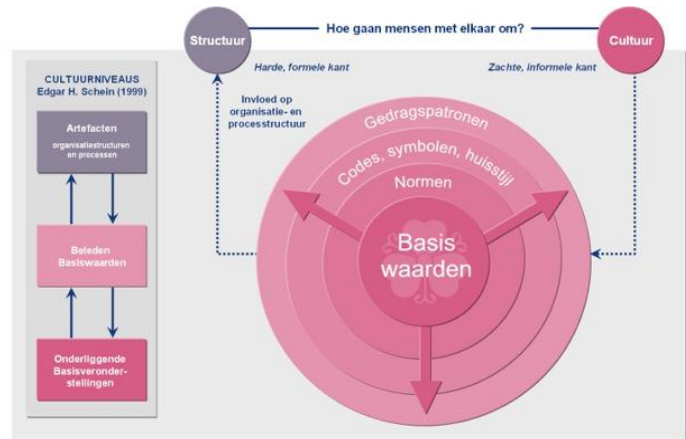 Hoe gaan mensen met elkaar om?
Structuur
Cultuur
Harde, formele kant
Zachte, informele kant
CULTUURNIVEAUS
Edgar H. Schein (1999)
Artefacten
organisatiestructuren
en processen
Beleden
Basiswaarden
Onderliggende
Basisveronder-
stellingen
Invloed op
organisatie- en
processtructuur
Gedragspatronen
Codes, symbolen, huisstijl
Normen
Basis
waarden